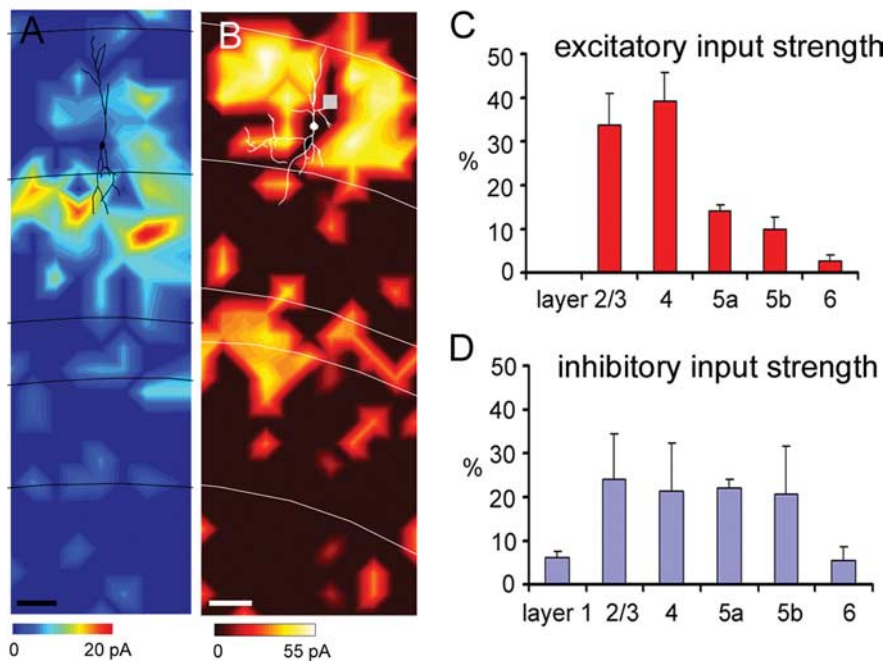 A
B
0 20 pA
0 55 pA
C
excitatory input strength
50
40
30
20
10
0
%
layer 2/3 4 5a 5b 6
D
inhibitory input strength
50
40
30
20
10
0
%
layer 1 2/3 4 5a 5b 6